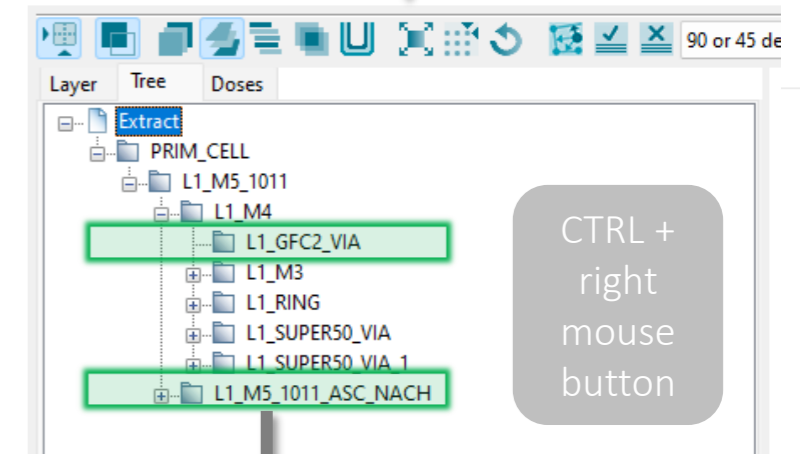 90 or 45 de
Layer Tree Doses
Extract
PRIM_CELL
L1_M5_1011
L1_M4
L1_GFC2_VIA
L1_M3
L1_RING
L1_SUPER50_VIA
L1_SUPER50_VIA_1
L1_M5_1011_ASC_NACH
CTRL +
right
mouse
button